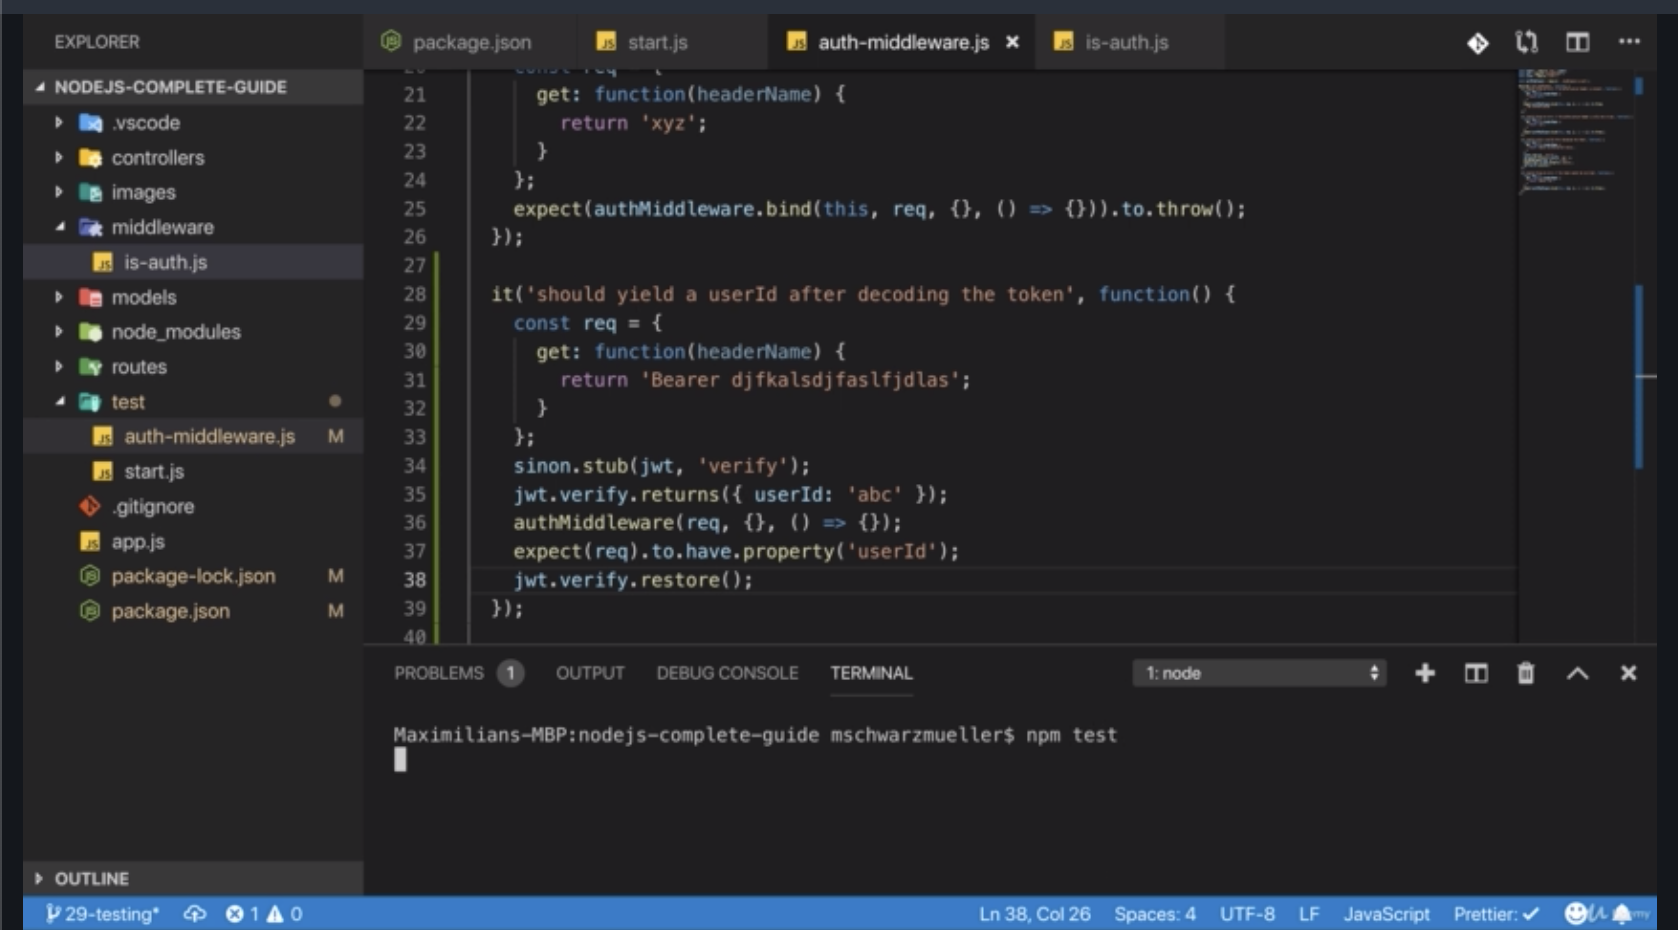 EXPLORER
package.json
start.js
auth-middleware.js
is-auth.js
NODEJS-COMPLETE-GUIDE
.vscode
controllers
images
middleware
is-auth.js
models
node_modules
routes
test
auth-middleware.js M
start.js
.gitignore
app.js
package-lock.json M
package.json M
OUTLINE
20 const req = {
21 get: function(headerName) {
22 return 'xyz';
23 }
24 };
25 expect(authMiddleware.bind(this, req, {}, () => {})).to.throw();
26 });
27
28 it('should yield a userId after decoding the token', function() {
29 const req = {
30 get: function(headerName) {
31 return 'Bearer djfkalsdjfaslfjdlas';
32 }
33 };
34 sinon.stub(jwt, 'verify');
35 jwt.verify.returns({ userId: 'abc' });
36 authMiddleware(req, {}, () => {});
37 expect(req).to.have.property('userId');
38 jwt.verify.restore();
39 });
40
PROBLEMS 1 OUTPUT DEBUG CONSOLE TERMINAL 1: node
Maximilians-MBP:nodejs-complete-guide mschwarzmueller$ npm test
29-testing* 1 0 Ln 38, Col 26 Spaces: 4 UTF-8 LF JavaScript Prettier: ✓